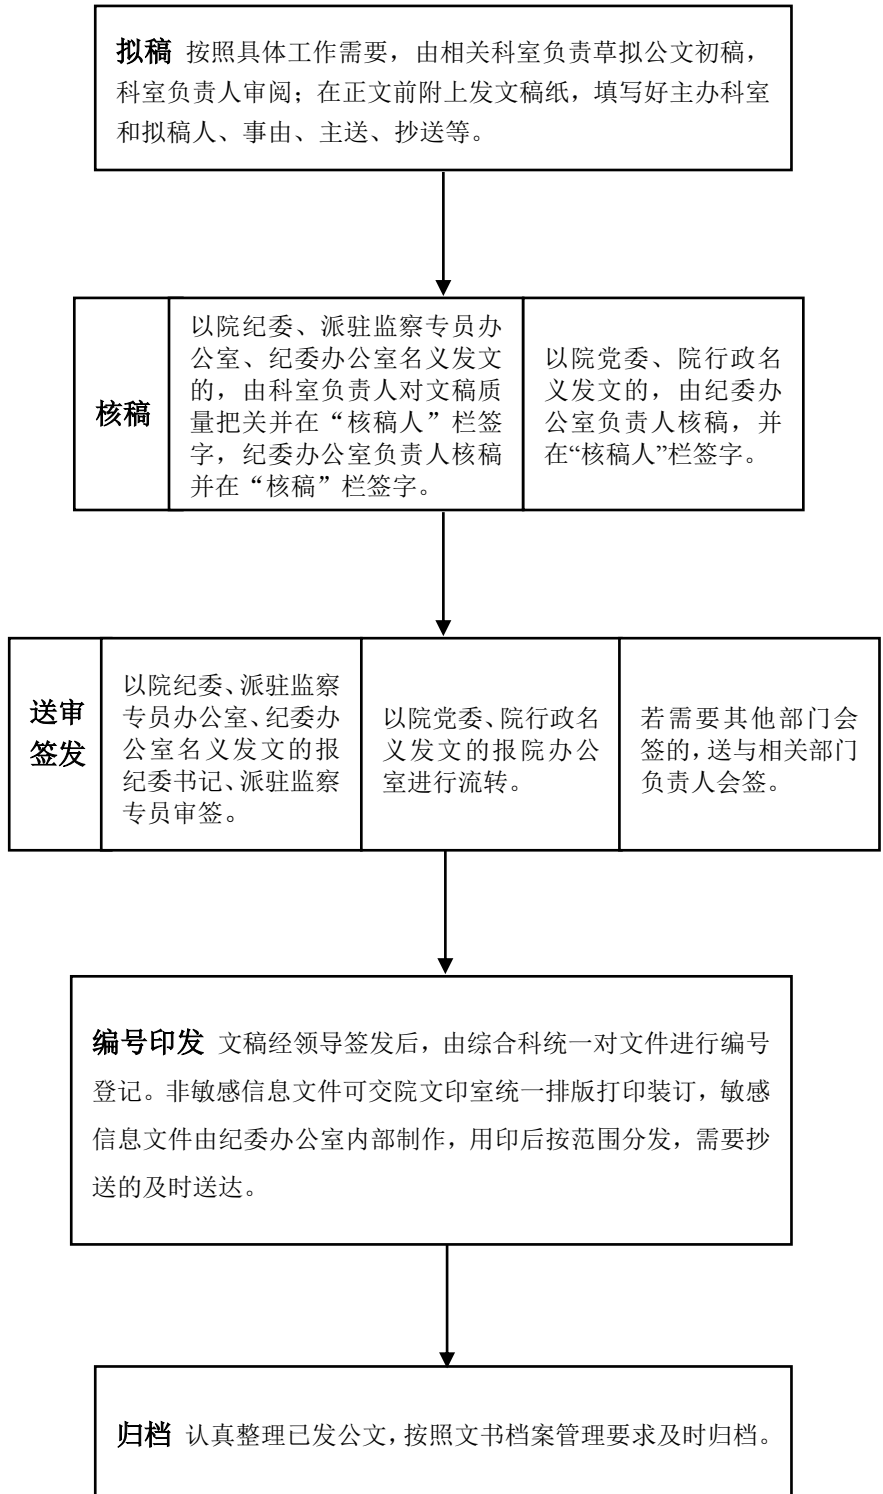 拟稿 按照具体工作需要，由相关科室负责草拟公文初稿，
科室负责人审阅；在正文前附上发文稿纸，填写好主办科室
和拟稿人、事由、主送、抄送等。
核稿
以院纪委、派驻监察专员办
公室、纪委办公室名义发文
的，由科室负责人对文稿质
量把关并在“核稿人”栏签
字，纪委办公室负责人核稿
并在“核稿”栏签字。
以院党委、院行政名
义发文的，由纪委办
公室负责人核稿，并
在“核稿人”栏签字。
送审
签发
以院纪委、派驻监察
专员办公室、纪委办
公室名义发文的报
纪委书记、派驻监察
专员审签。
以院党委、院行政名
义发文的报院办公
室进行流转。
若需要其他部门会
签的，送与相关部门
负责人会签。
编号印发 文稿经领导签发后，由综合科统一对文件进行编号
登记。非敏感信息文件可交院文印室统一排版打印装订，敏感
信息文件由纪委办公室内部制作，用印后按范围分发，需要抄
送的及时送达。
归档 认真整理已发公文，按照文书档案管理要求及时归档。